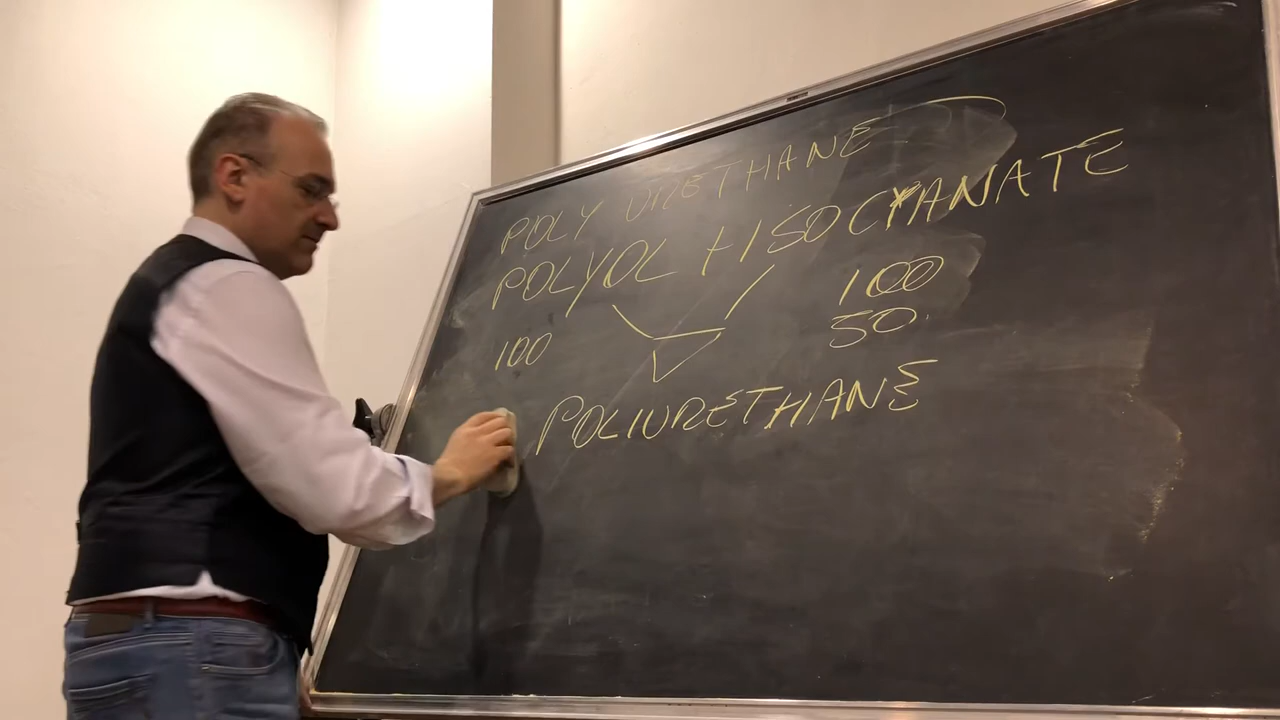 POLY URETHANE
POLYOL + ISOCYANATE
100 100
50.
POLIURETHANE